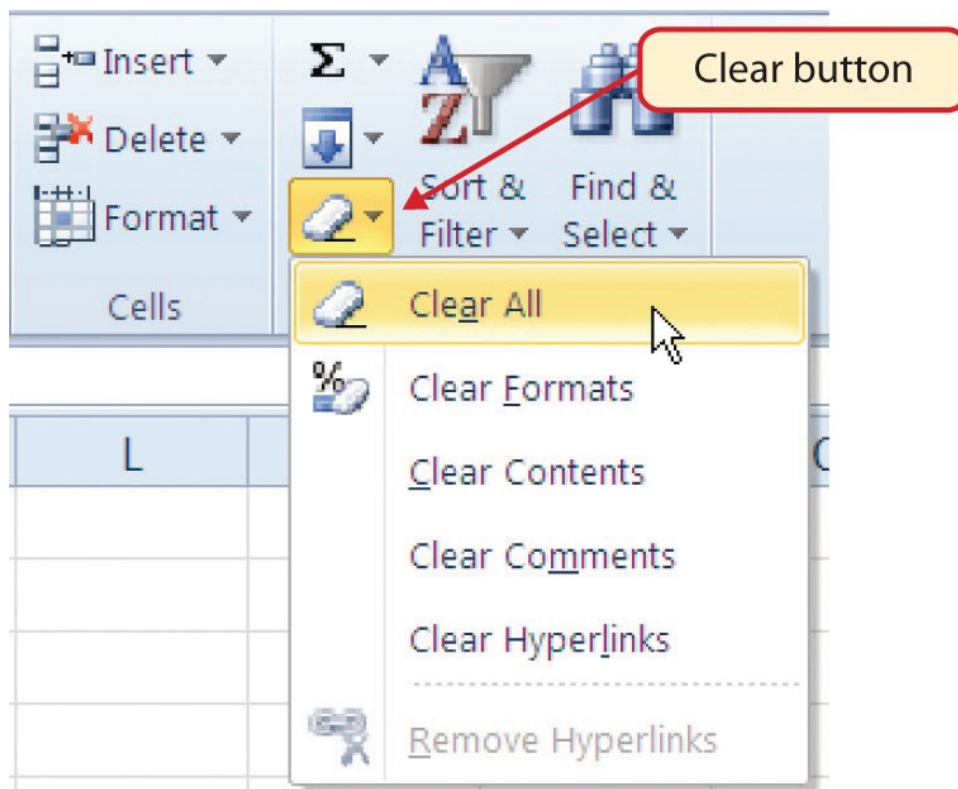 Insert
Delete
Format
Cells
Σ
A
Z
Sort &
Filter
Find &
Select
Clear button
Clear All
%
Clear Formats
Clear Contents
Clear Comments
Clear Hyperlinks
Remove Hyperlinks
L